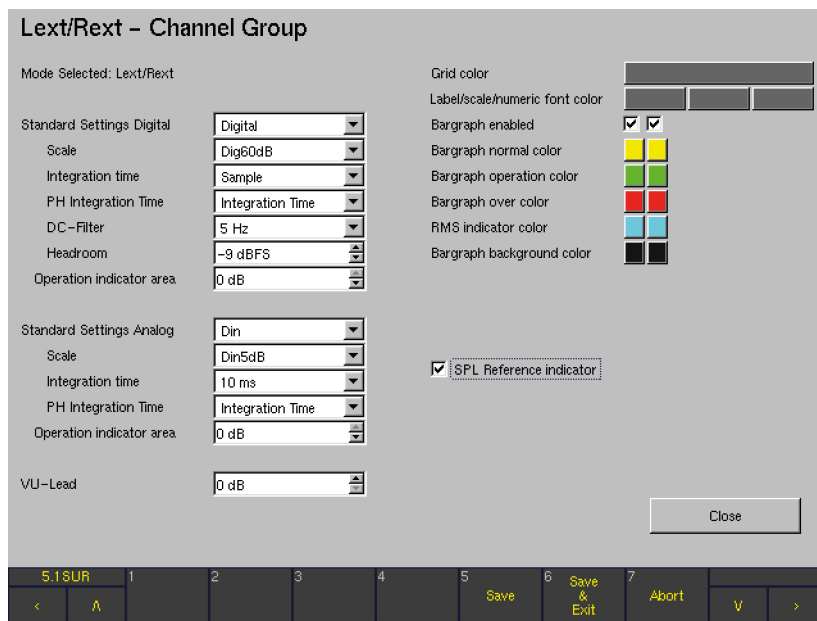 Lext/Rext – Channel Group
Mode Selected: Lext/Rext
Standard Settings Digital Digital
Scale Dig60dB
Integration time Sample
PH Integration Time Integration Time
DC-Filter 5 Hz
Headroom -9 dBFS
Operation indicator area 0 dB
Standard Settings Analog Din
Scale Din5dB
Integration time 10 ms
PH Integration Time Integration Time
Operation indicator area 0 dB
VU-Lead 0 dB
Grid color
Label/scale/numeric font color
Bargraph enabled
Bargraph normal color
Bargraph operation color
Bargraph over color
RMS indicator color
Bargraph background color
SPL Reference indicator
Close
5.1SUR 1 2 3 4 5 6 7
< Λ Save Save & Exit Abort V >